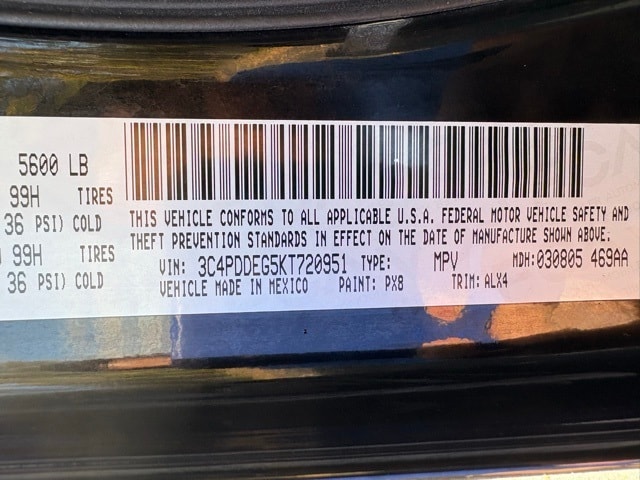 5600 LB
99H TIRES
36 PSI) COLD
99H TIRES
36 PSI) COLD
THIS VEHICLE CONFORMS TO ALL APPLICABLE U.S.A. FEDERAL MOTOR VEHICLE SAFETY AND
THEFT PREVENTION STANDARDS IN EFFECT ON THE DATE OF MANUFACTURE SHOWN ABOVE.
VIN: 3C4PDDEG5KT720951 TYPE: MPV MDH:030805 469AA
VEHICLE MADE IN MEXICO PAINT: PX8 TRIM: ALX4